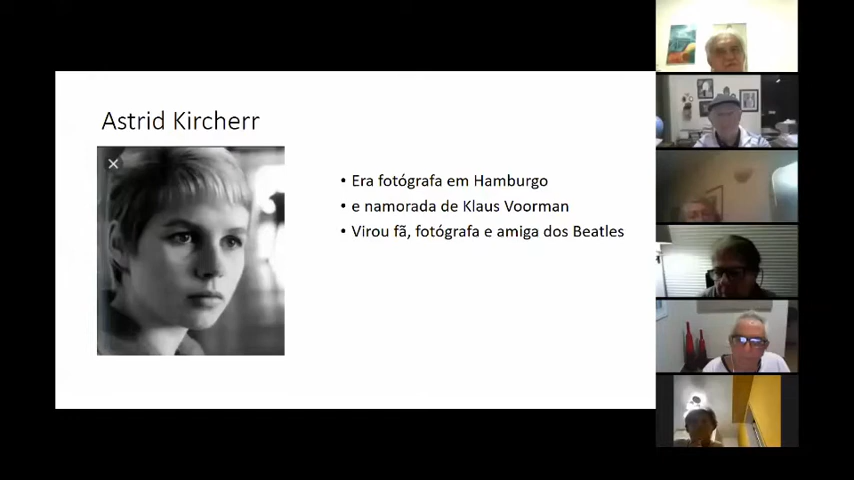 Astrid Kircherr
• Era fotógrafa em Hamburgo
• e namorada de Klaus Voorman
• Virou fã, fotógrafa e amiga dos Beatles